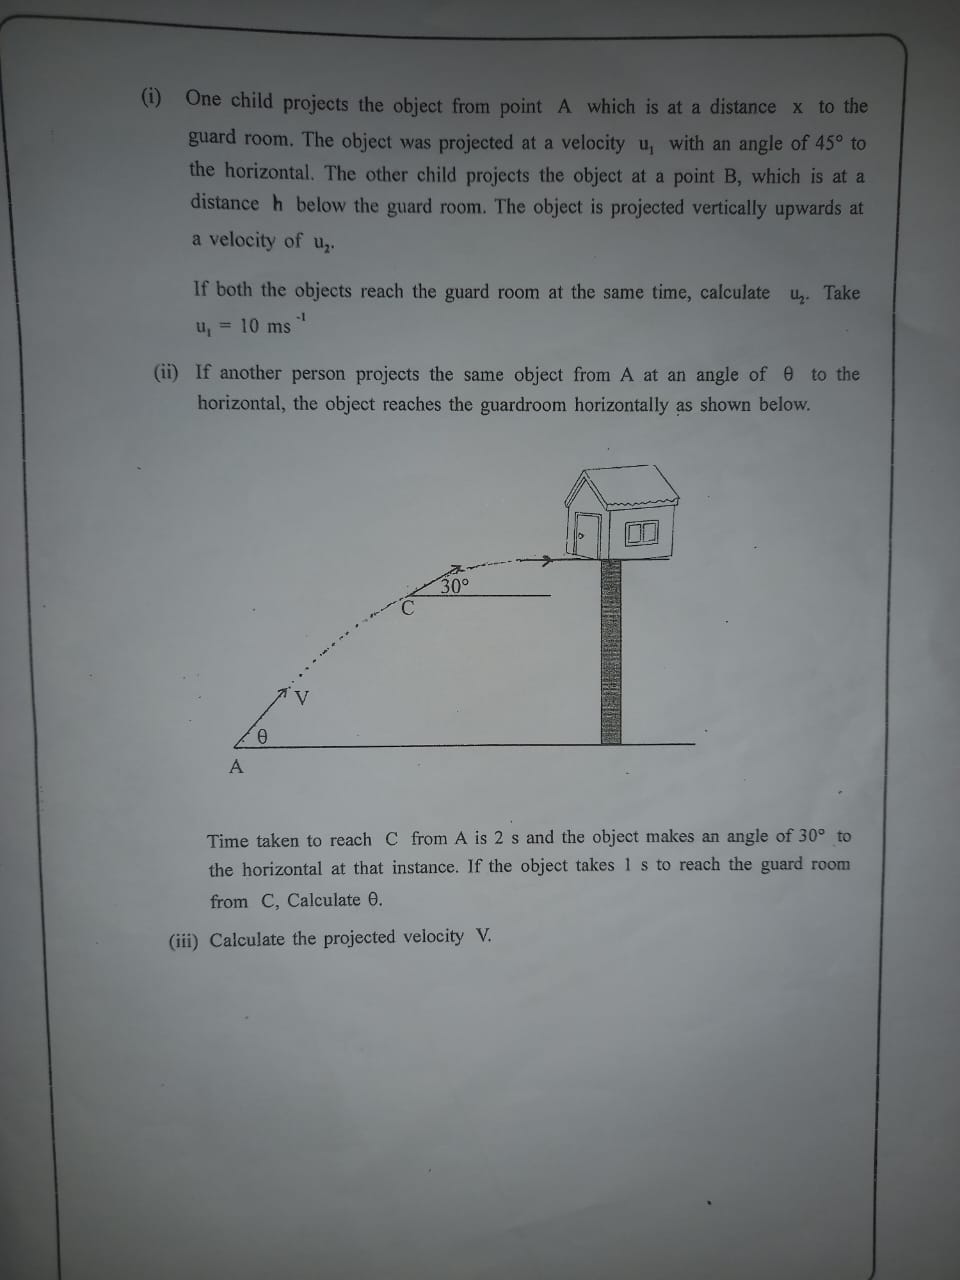 (i) One child projects the object from point A which is at a distance x to the
guard room. The object was projected at a velocity u₁ with an angle of 45° to
the horizontal. The other child projects the object at a point B, which is at a
distance h below the guard room. The object is projected vertically upwards at
a velocity of u₂.
If both the objects reach the guard room at the same time, calculate u₂. Take
u₁ = 10 ms⁻¹
(ii) If another person projects the same object from A at an angle of θ to the
horizontal, the object reaches the guardroom horizontally as shown below.
30°
C
V
θ
A
Time taken to reach C from A is 2 s and the object makes an angle of 30° to
the horizontal at that instance. If the object takes 1 s to reach the guard room
from C, Calculate θ.
(iii) Calculate the projected velocity V.